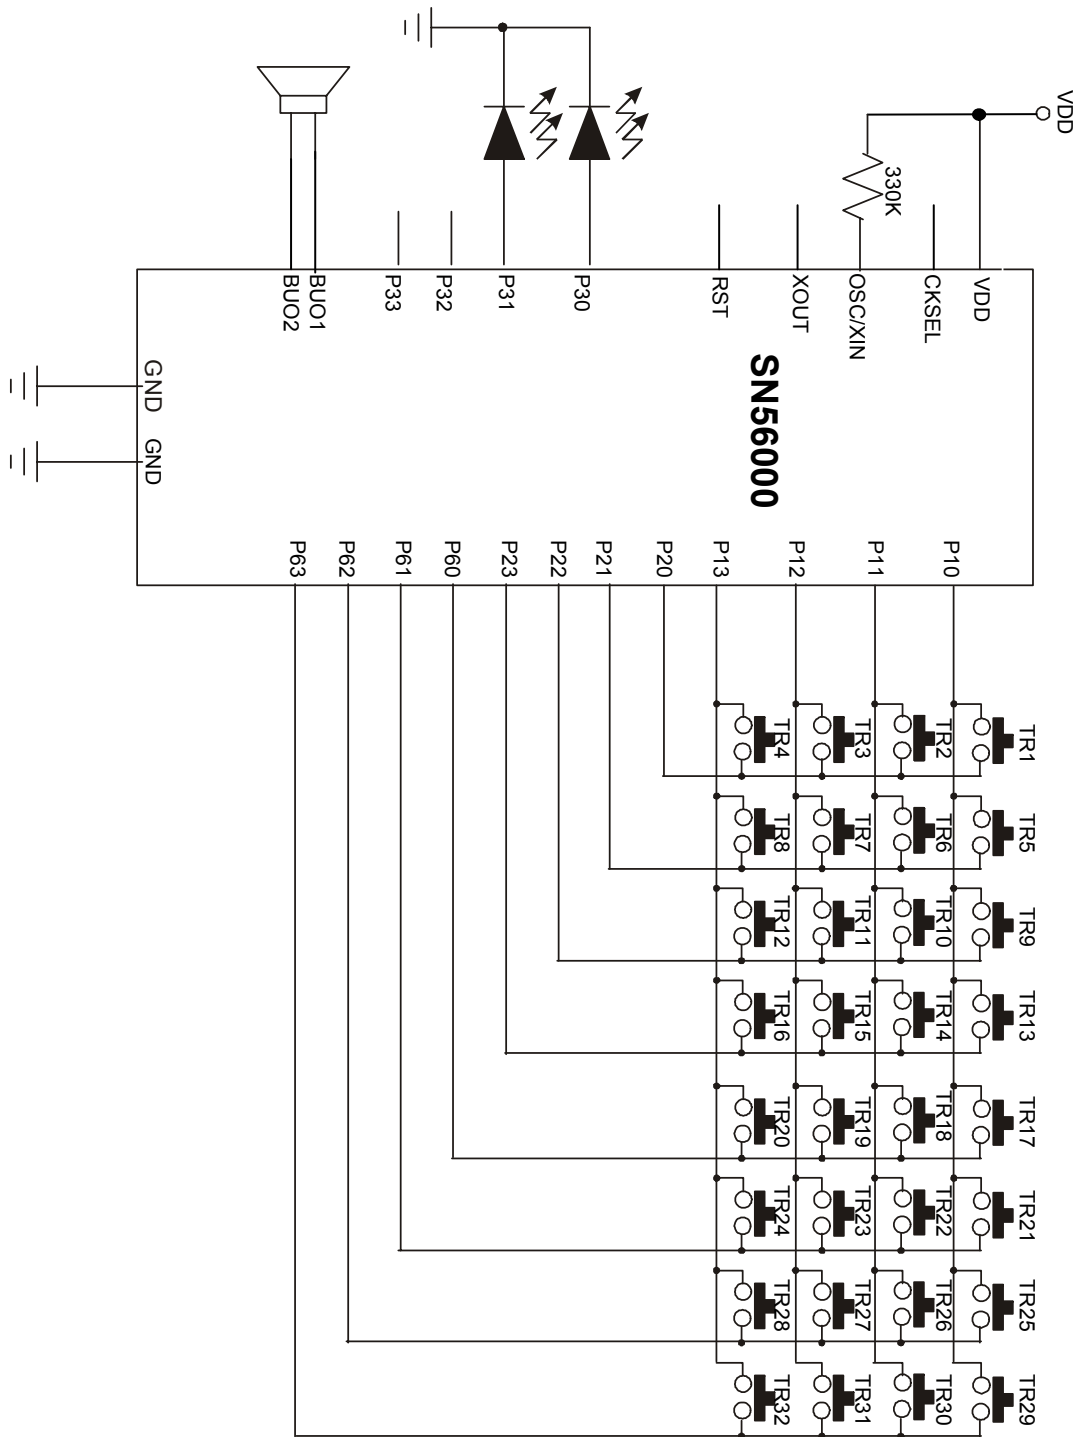 VDD
330K
BUO2
BUO1
P33
P32
P31
P30
RST
XOUT
OSC/XIN
CKSEL
VDD
GND
GND
SN56000
P63
P62
P61
P60
P23
P22
P21
P20
P13
P12
P11
P10
TR4
TR3
TR2
TR1
TR8
TR7
TR6
TR5
TR12
TR11
TR10
TR9
TR16
TR15
TR14
TR13
TR20
TR19
TR18
TR17
TR24
TR23
TR22
TR21
TR28
TR27
TR26
TR25
TR32
TR31
TR30
TR29